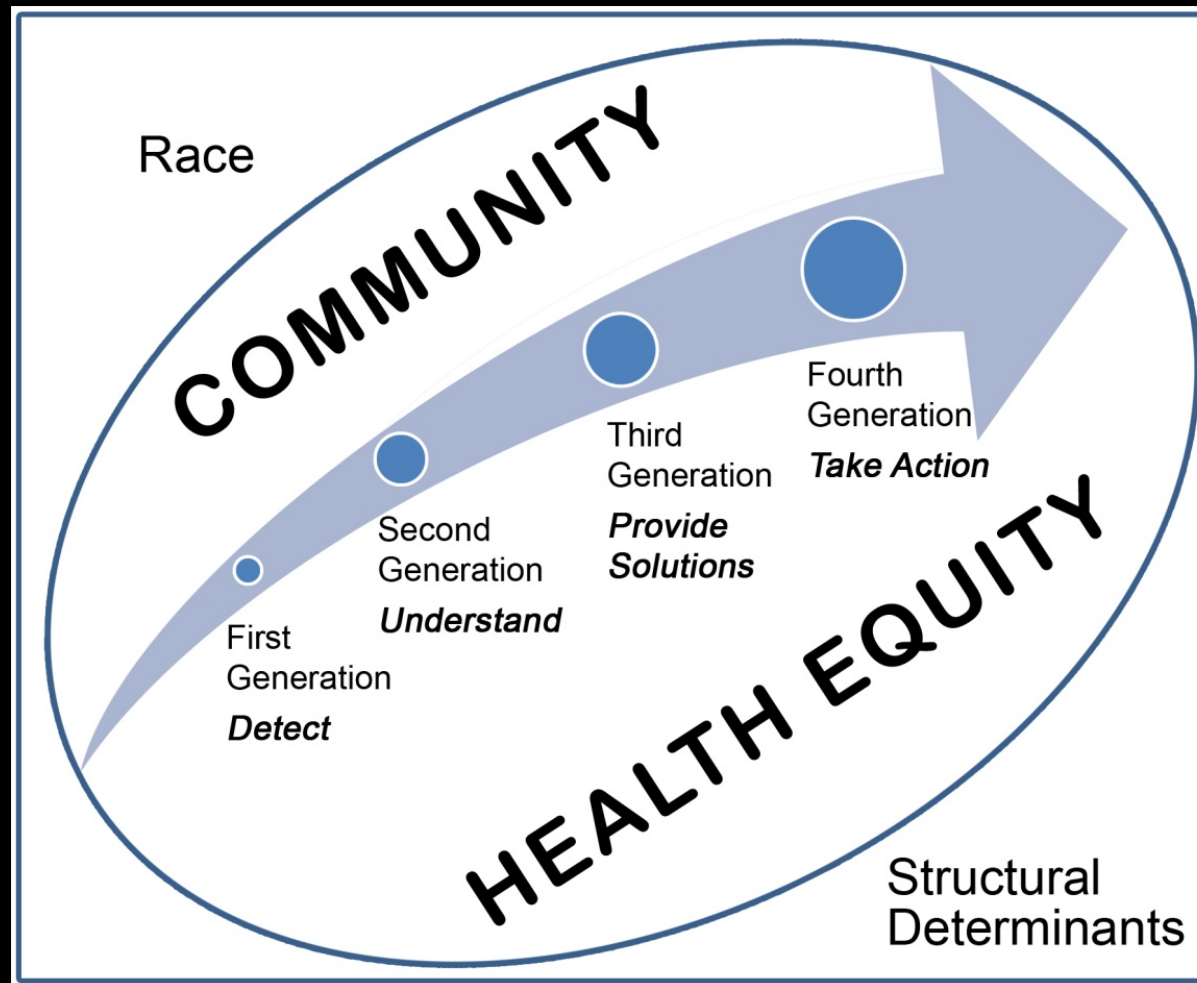 Race
COMMUNITY
First
Generation
Detect
Second
Generation
Understand
Third
Generation
Provide
Solutions
Fourth
Generation
Take Action
HEALTH EQUITY
Structural
Determinants